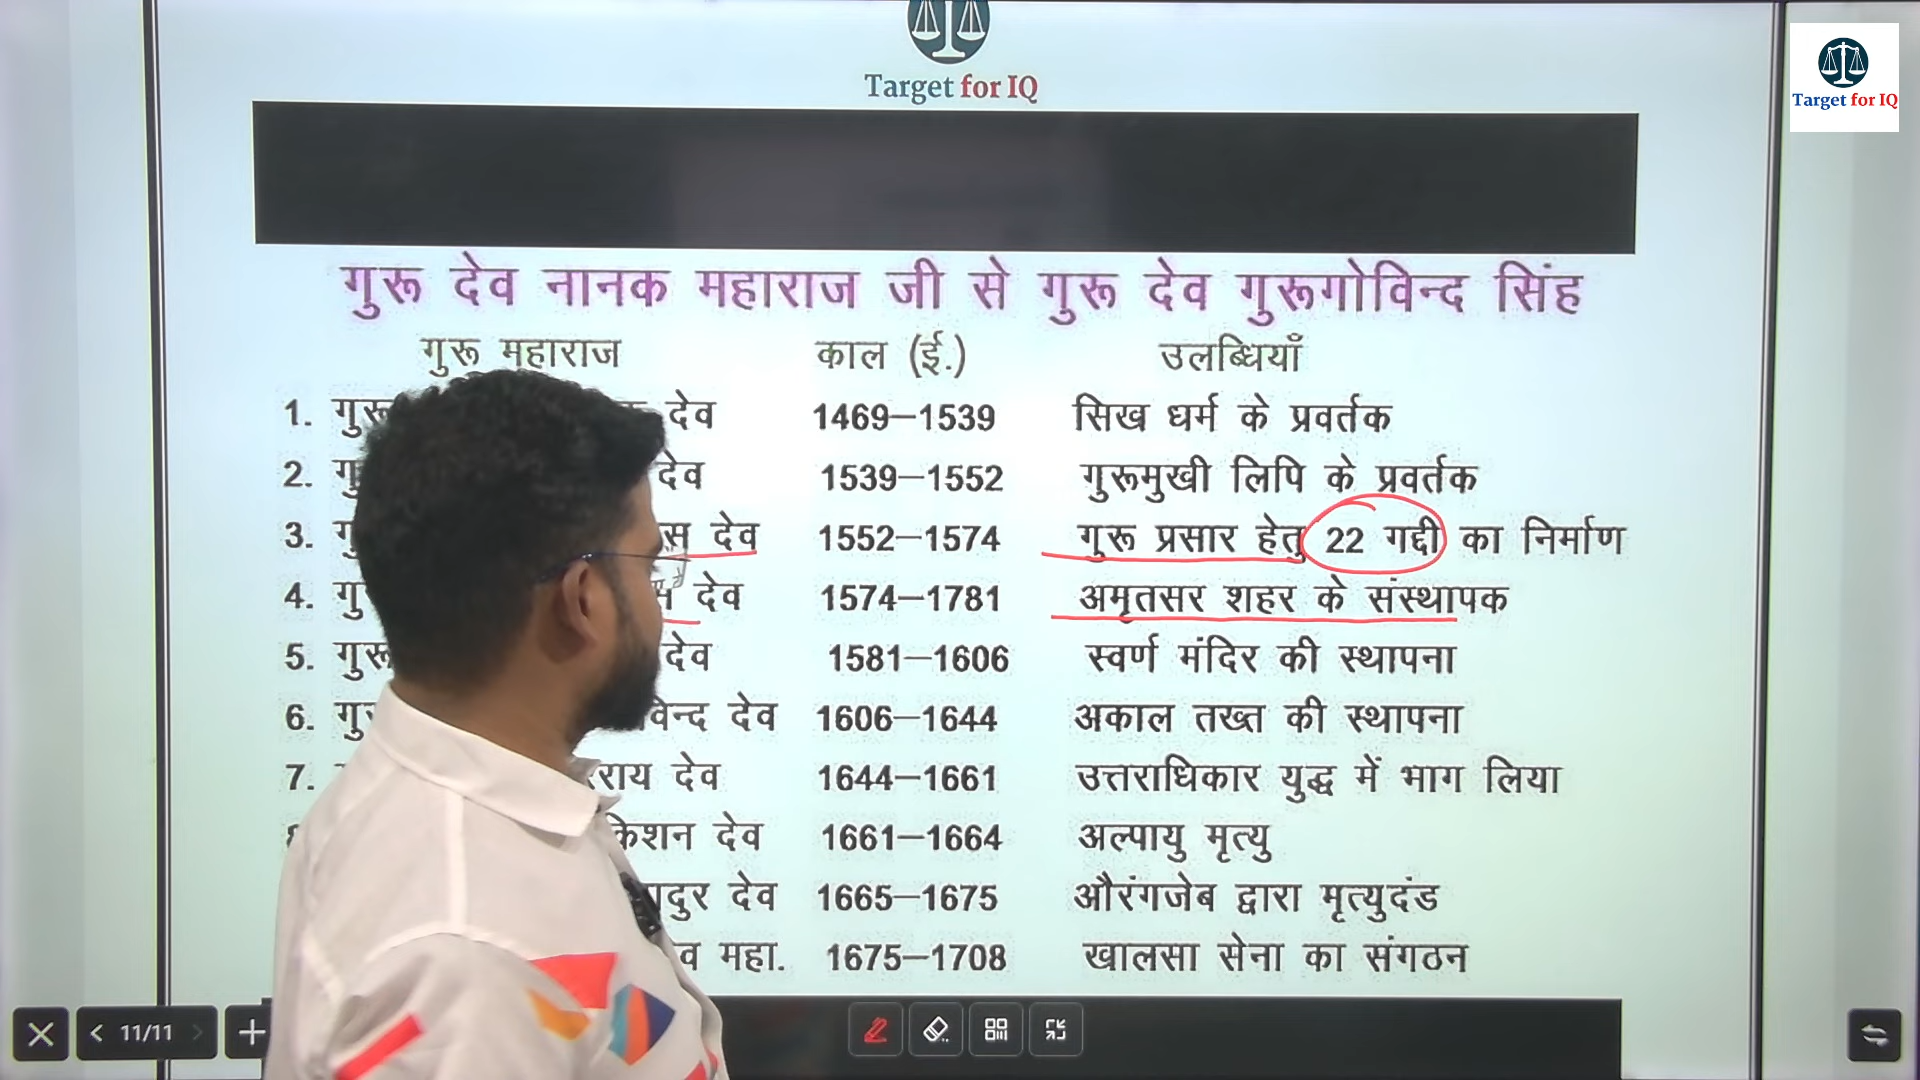 Target for IQ
Target for IQ
गुरू देव नानक महाराज जी से गुरू देव गुरूगोविन्द सिंह
गुरू महाराज काल (ई.) उलब्धियाँ
1. देव 1469–1539 सिख धर्म के प्रवर्तक
2. देव 1539–1552 गुरूमुखी लिपि के प्रवर्तक
3. देव 1552–1574 गुरू प्रसार हेतु 22 गद्दी का निर्माण
4. देव 1574–1781 अमृतसर शहर के संस्थापक
5. देव 1581–1606 स्वर्ण मंदिर की स्थापना
6. देव 1606–1644 अकाल तख्त की स्थापना
7. देव 1644–1661 उत्तराधिकार युद्ध में भाग लिया
देव 1661–1664 अल्पायु मृत्यु
देव 1665–1675 औरंगजेब द्वारा मृत्युदंड
महा. 1675–1708 खालसा सेना का संगठन
11/11